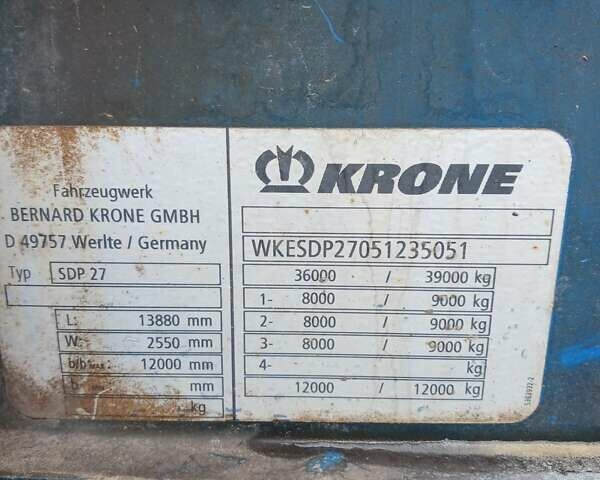 Fahrzeugwerk
BERNARD KRONE GMBH
D 49757 Werlte / Germany
Typ SDP 27
L: 13880 mm
W: 2550 mm
b/b MAX 12000 mm
b mm
kg
KRONE
WKESDP27051235051
36000 / 39000 kg
1- 8000 / 9000 kg
2- 8000 / 9000 kg
3- 8000 / 9000 kg
4- kg
12000 / 12000 kg